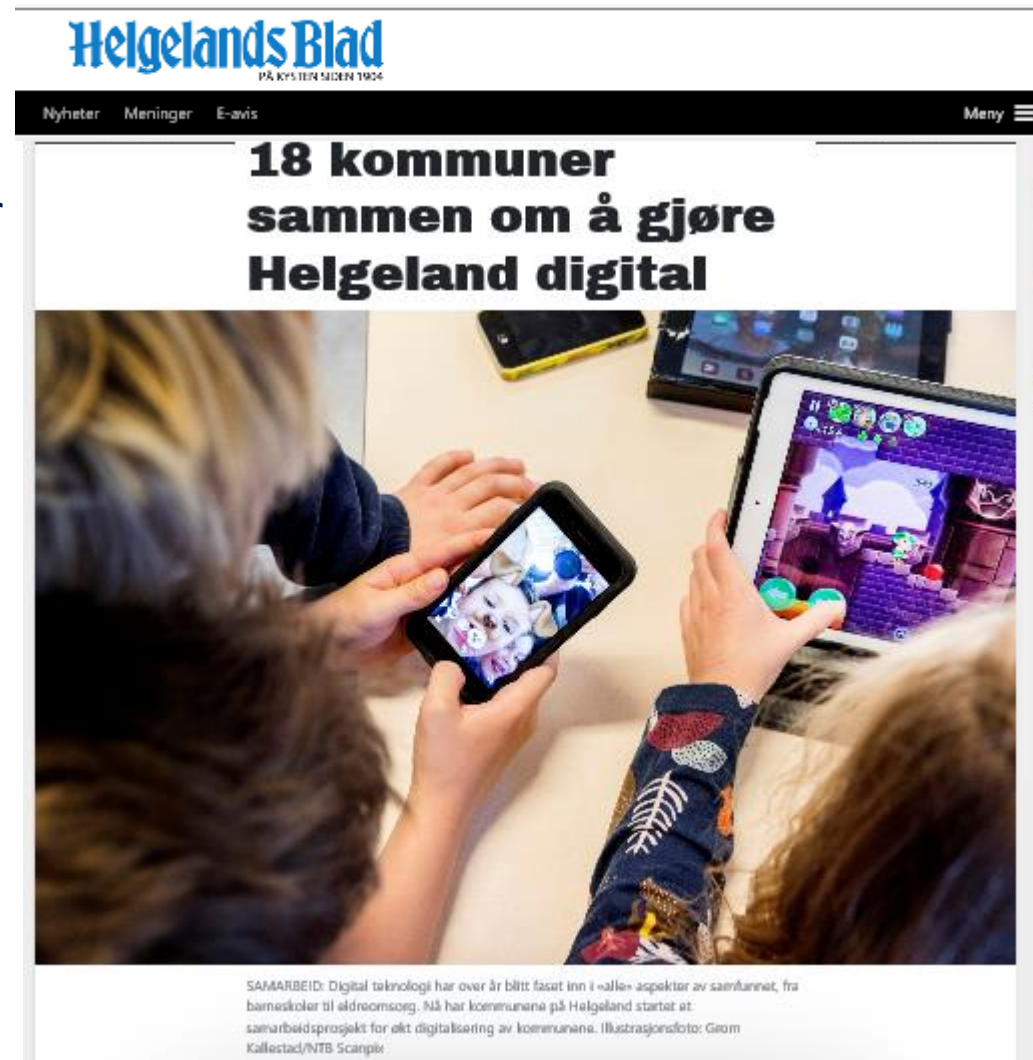 Helgelands Blad
PÅ KYSTEN SIDEN 1904
Nyheter Meninger E-avis Meny
18 kommuner
sammen om å gjøre
Helgeland digital
SAMARBEID: Digital teknologi har over år blitt faset inn i «alle» aspekter av samfunnet, fra
barneskoler til eldreomsorg. Nå har kommunene på Helgeland startet et
samarbeidsprosjekt for økt digitalisering av kommunene. Illustrasjonsfoto: Grom
Kallestad/NTB Scanpix